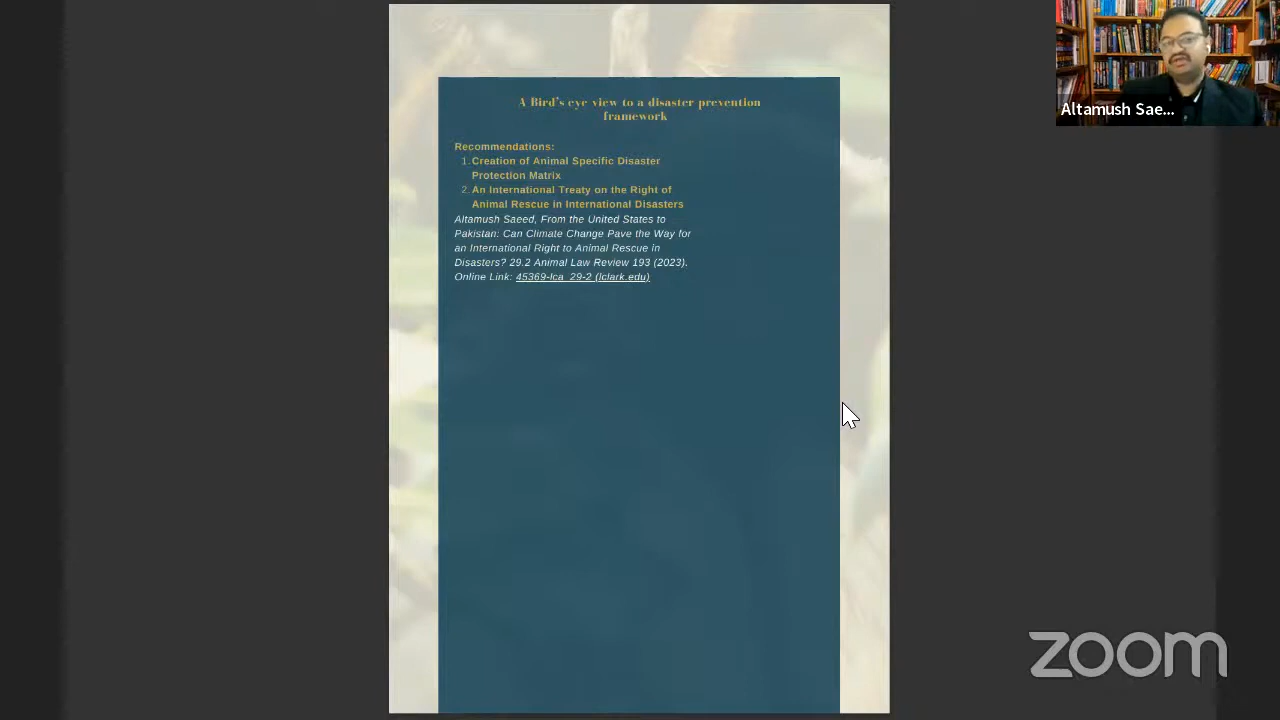 A Bird's eye view to a disaster prevention
framework
Recommendations:
1. Creation of Animal Specific Disaster
Protection Matrix
2. An International Treaty on the Right of
Animal Rescue in International Disasters
Altamush Saeed, From the United States to
Pakistan: Can Climate Change Pave the Way for
an International Right to Animal Rescue in
Disasters? 29.2 Animal Law Review 193 (2023).
Online Link: 45369-lca_29-2 (lclark.edu)
Altamush Sae...
zoom